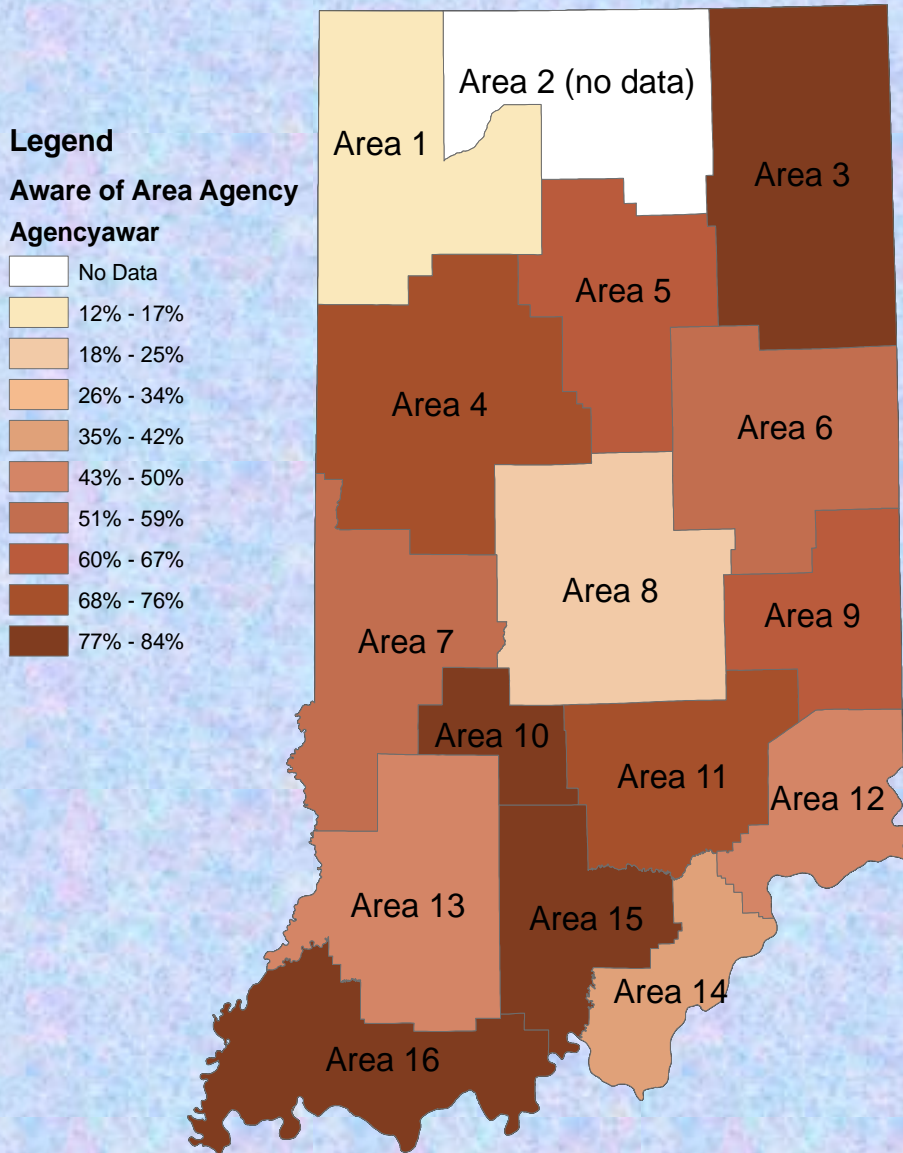 Legend
Aware of Area Agency
Agencyawar
No Data
12% - 17%
18% - 25%
26% - 34%
35% - 42%
43% - 50%
51% - 59%
60% - 67%
68% - 76%
77% - 84%
Area 1
Area 2 (no data)
Area 3
Area 4
Area 5
Area 6
Area 7
Area 8
Area 9
Area 10
Area 11
Area 12
Area 13
Area 14
Area 15
Area 16